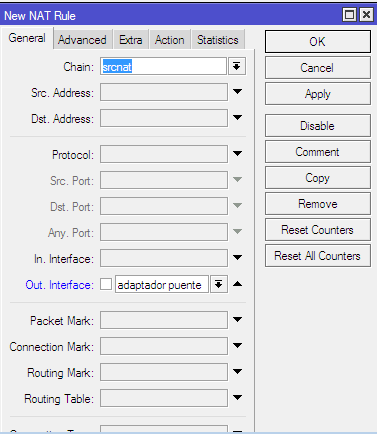 New NAT Rule
General Advanced Extra Action Statistics
Chain: srcnat
Src. Address:
Dst. Address:
Protocol:
Src. Port:
Dst. Port:
Any. Port:
In. Interface:
Out. Interface: adaptador puente
Packet Mark:
Connection Mark:
Routing Mark:
Routing Table:
OK
Cancel
Apply
Disable
Comment
Copy
Remove
Reset Counters
Reset All Counters